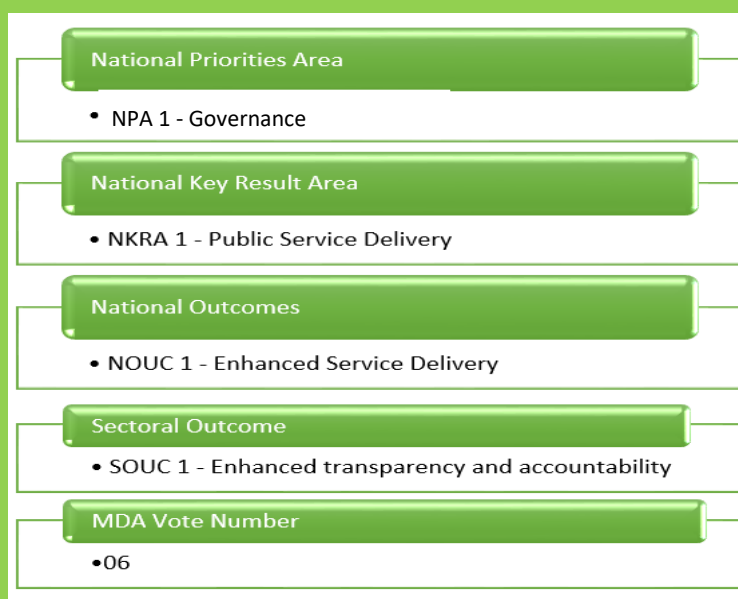 National Priorities Area
• NPA 1 - Governance
National Key Result Area
• NKRA 1 - Public Service Delivery
National Outcomes
• NOUC 1 - Enhanced Service Delivery
Sectoral Outcome
• SOUC 1 - Enhanced transparency and accountability
MDA Vote Number
•06